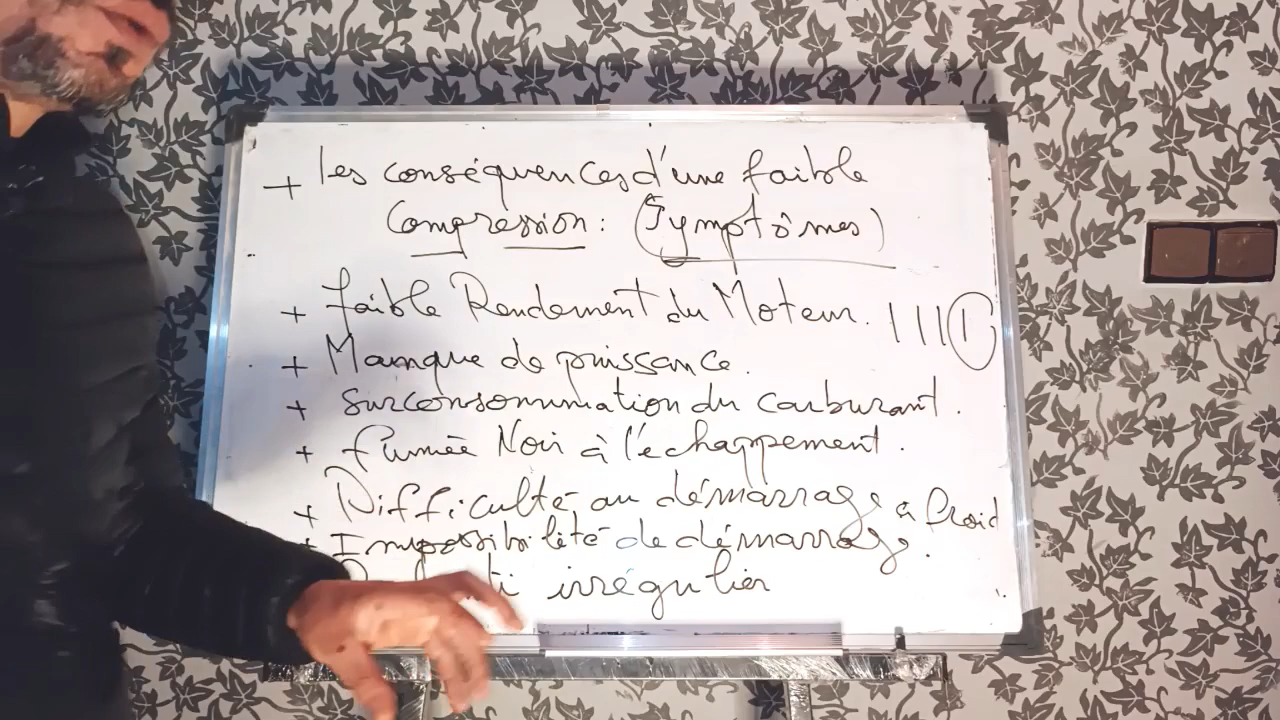 + Les conséquences d'une faible
Compression : (Symptômes)
+ faible Rendement du Moteur. | | | |
+ Manque de puissance.
+ Surconsommation du carburant.
+ fumée Noir à l'échappement.
+ Difficulté au démarrage à froid
+ Impossibilité de démarrage.
irrégulier